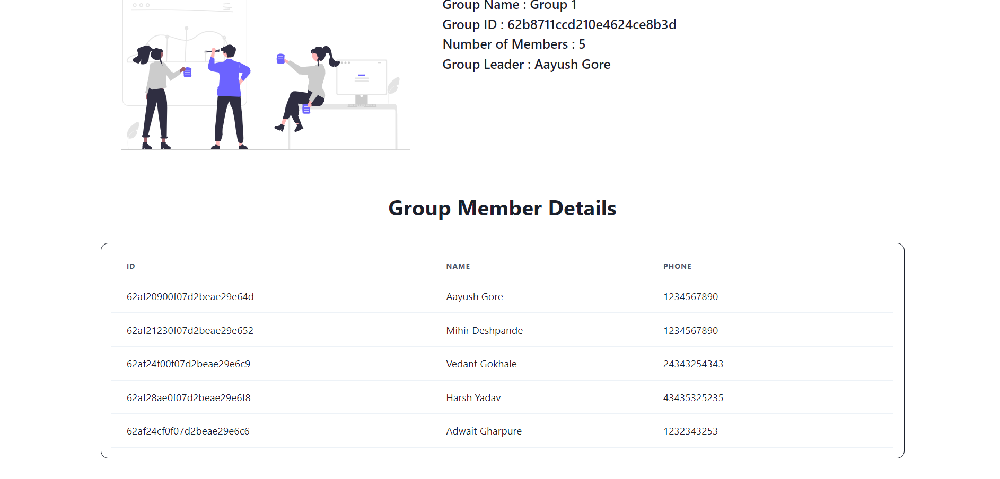 Group Name : Group 1
Group ID : 62b8711ccd210e4624ce8b3d
Number of Members : 5
Group Leader : Aayush Gore
Group Member Details
ID NAME PHONE
62af20900f07d2beae29e64d Aayush Gore 1234567890
62af21230f07d2beae29e652 Mihir Deshpande 1234567890
62af24f00f07d2beae29e6c9 Vedant Gokhale 24343254343
62af28ae0f07d2beae29e6f8 Harsh Yadav 43435325235
62af24cf0f07d2beae29e6c6 Adwait Gharpure 1232343253